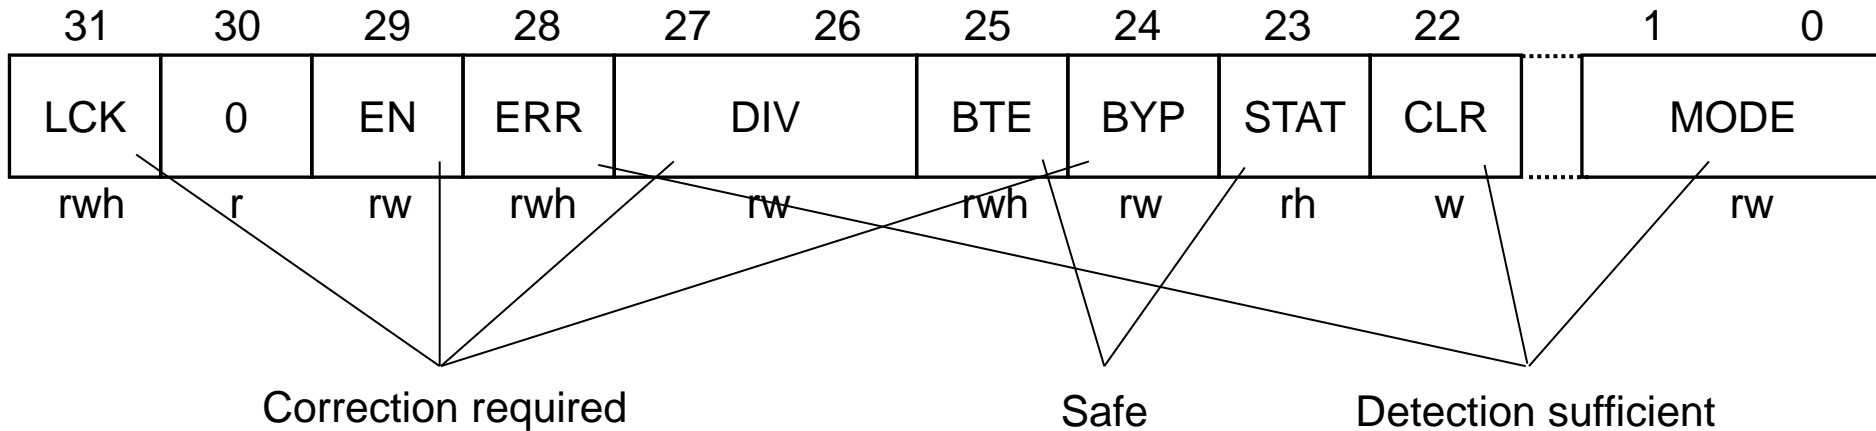 31 30 29 28 27 26 25 24 23 22 1 0
LCK 0 EN ERR DIV BTE BYP STAT CLR MODE
rwh r rw rwh rw rwh rw rh w rw
Correction required Safe Detection sufficient